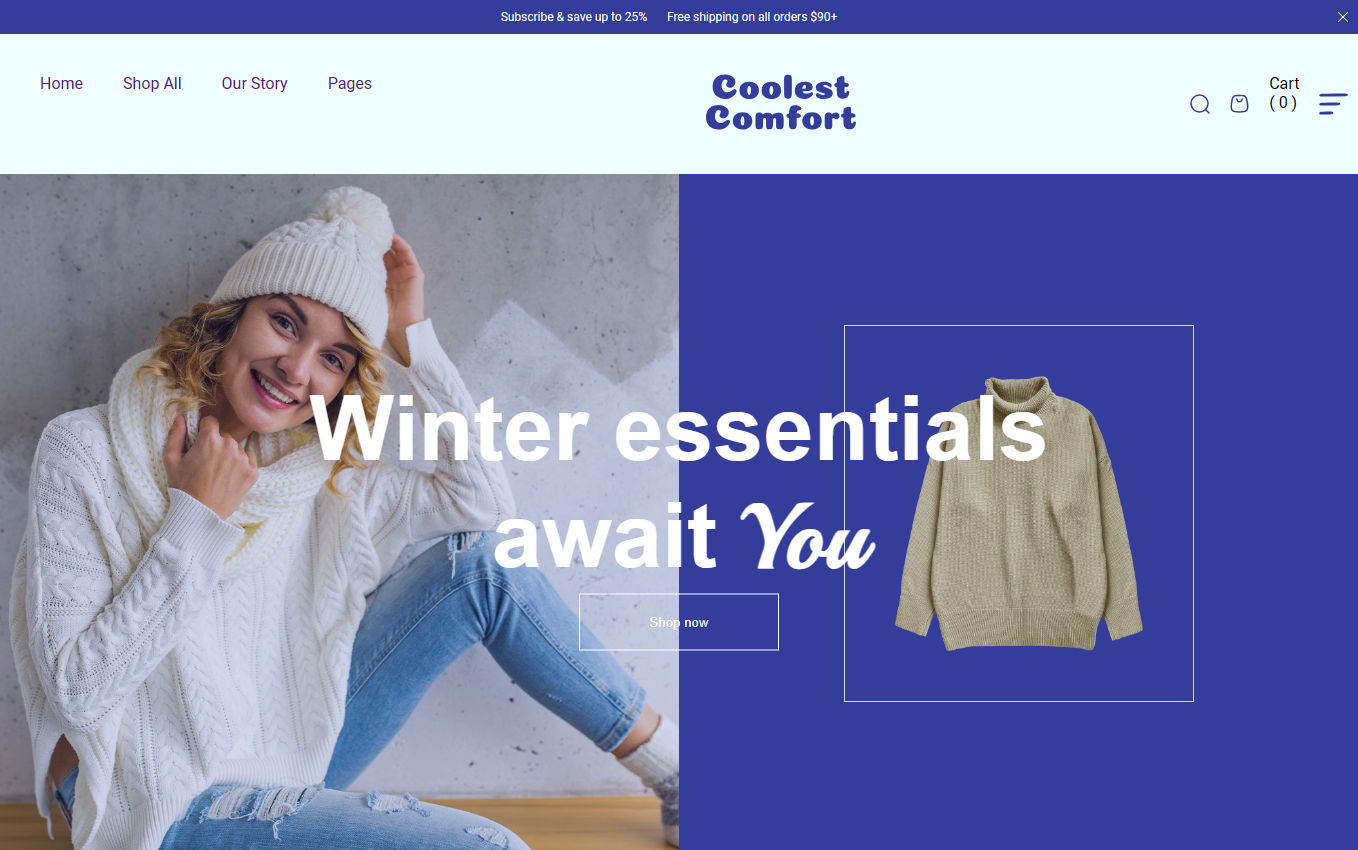 Subscribe & save up to 25% Free shipping on all orders $90+
Home Shop All Our Story Pages
Coolest
Comfort
Cart
( 0 )
Winter essentials
await You
Shop now